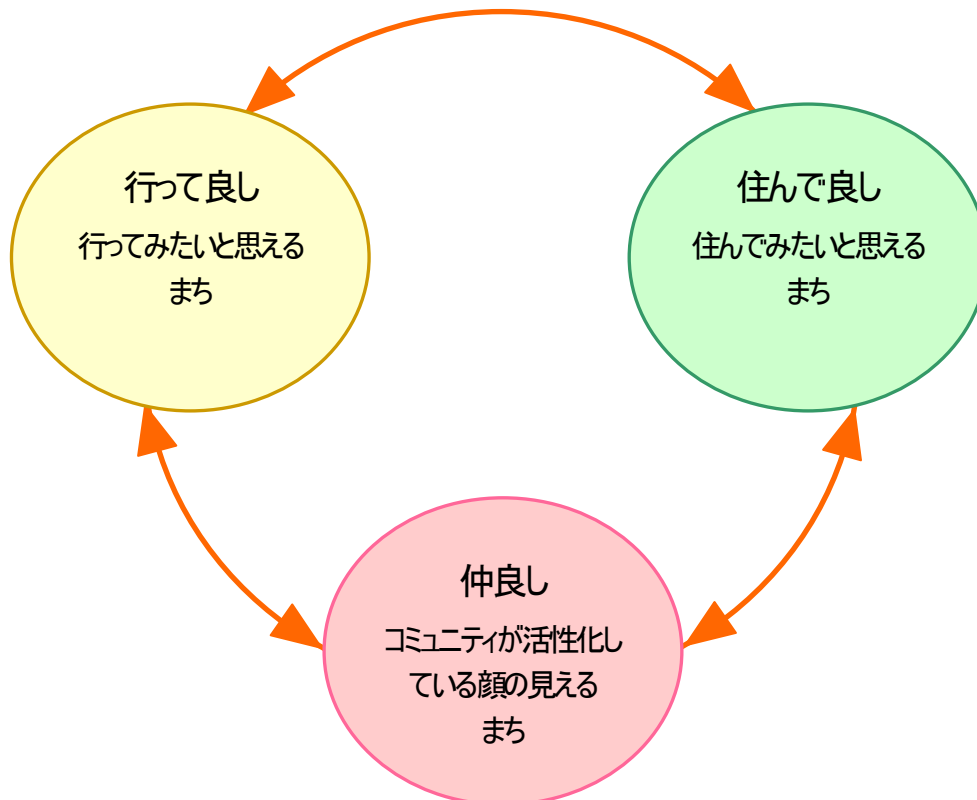 行って良し
行ってみたいと思える
まち
住んで良し
住んでみたいと思える
まち
仲良し
コミュニティが活性化し
ている顔の見える
まち